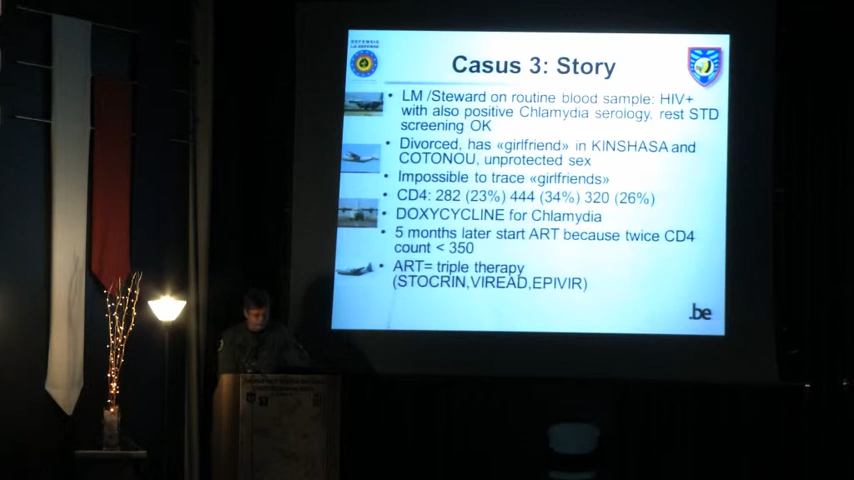 DEFENSIE
LA DEFENSE
Casus 3: Story
• LM /Steward on routine blood sample: HIV+
with also positive Chlamydia serology, rest STD
screening OK
• Divorced, has «girlfriend» in KINSHASA and
COTONOU, unprotected sex
• Impossible to trace «girlfriends»
• CD4: 282 (23%) 444 (34%) 320 (26%)
• DOXYCYCLINE for Chlamydia
• 5 months later start ART because twice CD4
count < 350
• ART= triple therapy
(STOCRIN,VIREAD,EPIVIR)
.be